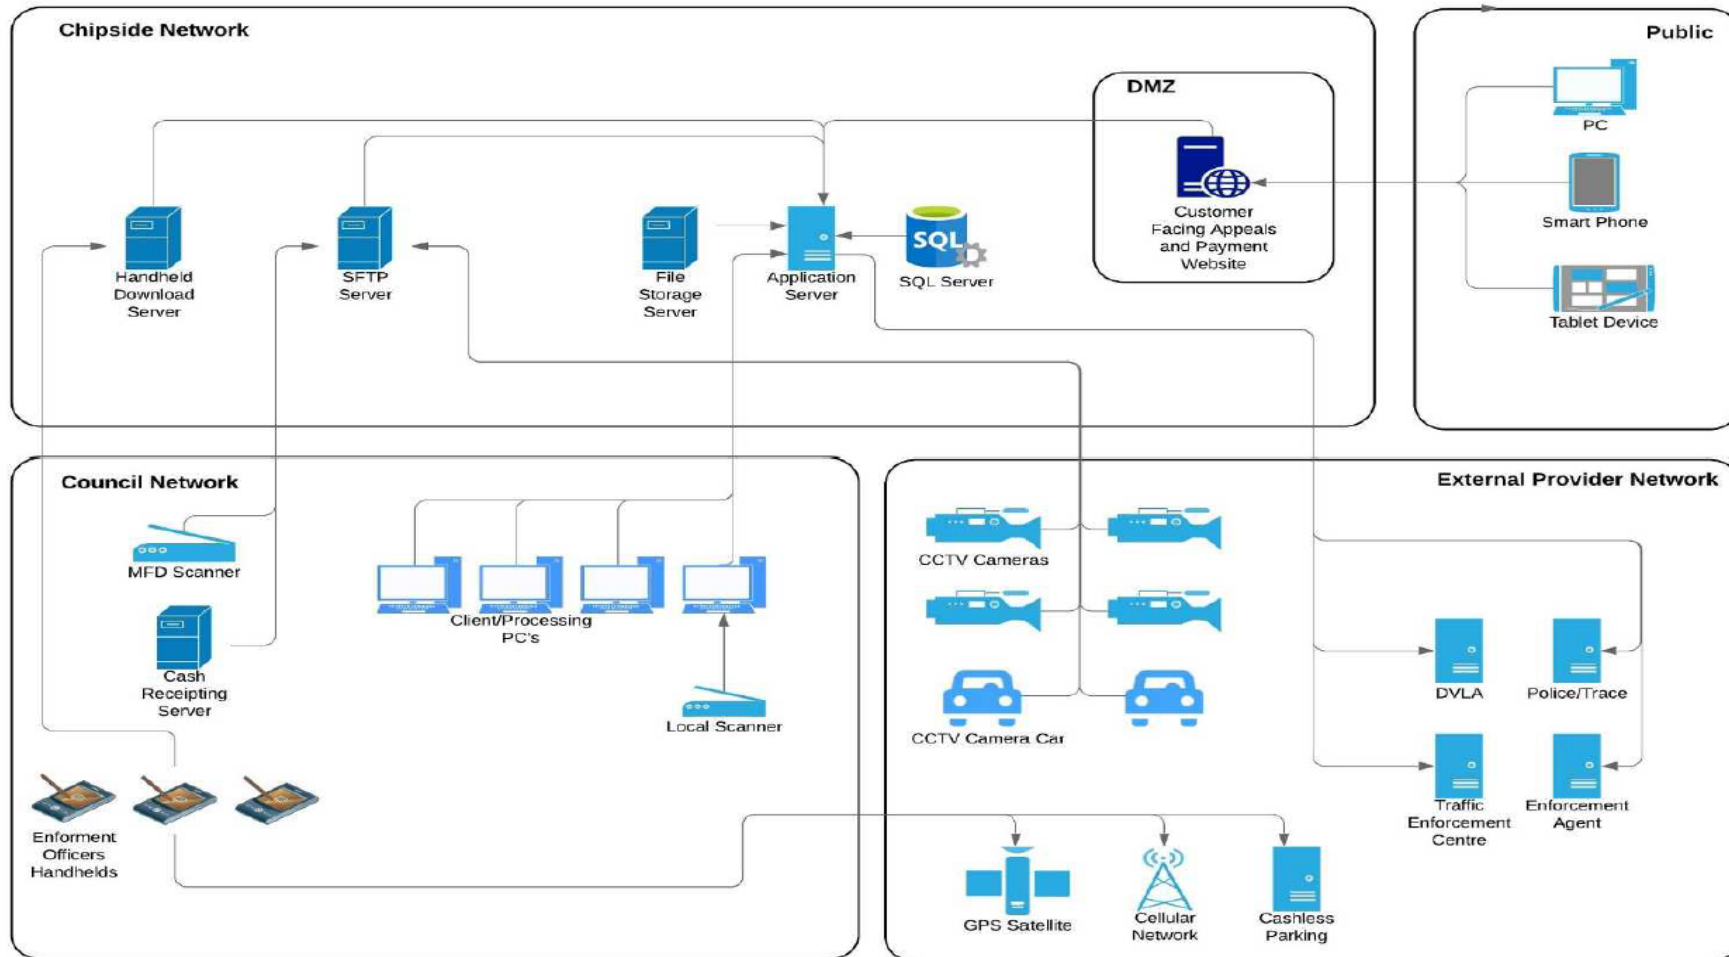 Chipside Network
Public
DMZ
PC
Customer
Facing Appeals
and Payment
Website
Smart Phone
Tablet Device
Handheld
Download
Server
SFTP
Server
File
Storage
Server
Application
Server
SQL
SQL Server
Council Network
MFD Scanner
Cash
Receipting
Server
Client/Processing
PC's
Local Scanner
Enforment
Officers
Handhelds
External Provider Network
CCTV Cameras
CCTV Camera Car
DVLA
Police/Trace
Traffic
Enforcement
Centre
Enforcement
Agent
GPS Satellite
Cellular
Network
Cashless
Parking